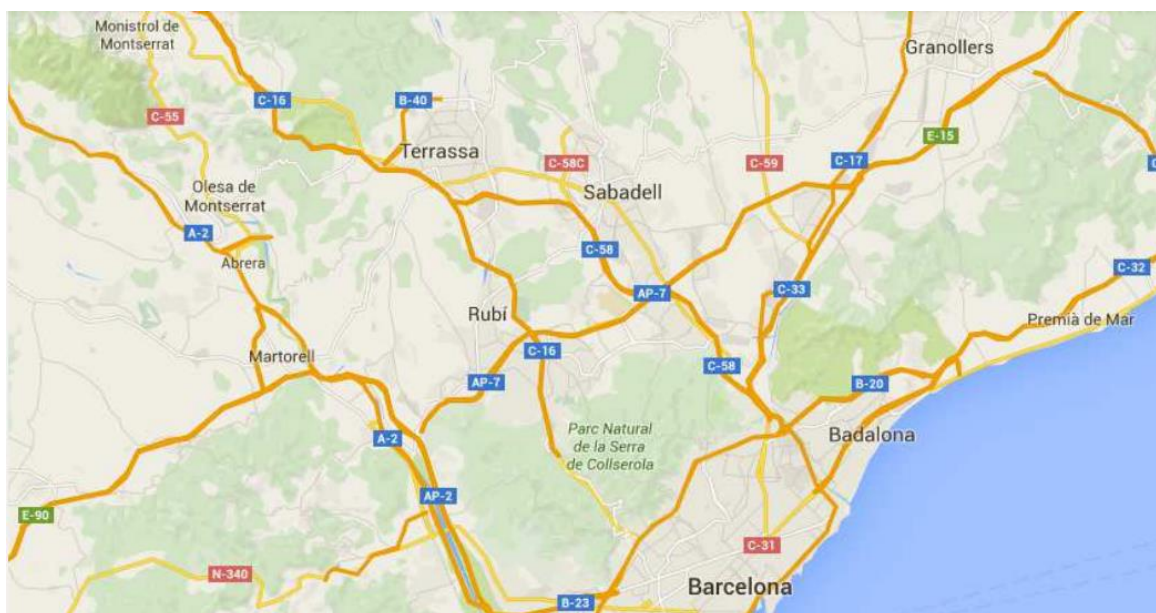 Monistrol de
Montserrat
Granollers
C-16
B-40
C-55
E-15
Terrassa
C-58C
C-59
C-17
Sabadell
Olesa de
Montserrat
A-2
C-58
Abrera
C-32
AP-7
C-33
Rubí
Premià de Mar
Martorell
C-16
C-58
AP-7
B-20
Parc Natural
de la Serra
de Collserola
A-2
Badalona
AP-2
E-90
C-31
N-340
Barcelona
B-23